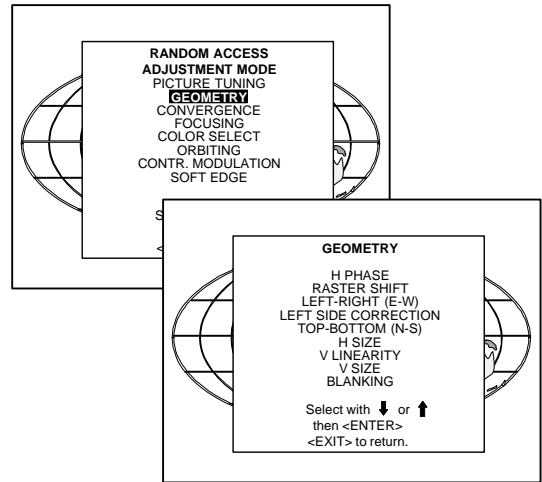 RANDOM ACCESS
ADJUSTMENT MODE
PICTURE TUNING
GEOMETRY
CONVERGENCE
FOCUSING
COLOR SELECT
ORBITING
CONTR. MODULATION
SOFT EDGE
S
<
GEOMETRY
H PHASE
RASTER SHIFT
LEFT-RIGHT (E-W)
LEFT SIDE CORRECTION
TOP-BOTTOM (N-S)
H SIZE
V LINEARITY
V SIZE
BLANKING
Select with ⬇ or ⬆
then <ENTER>
<EXIT> to return.